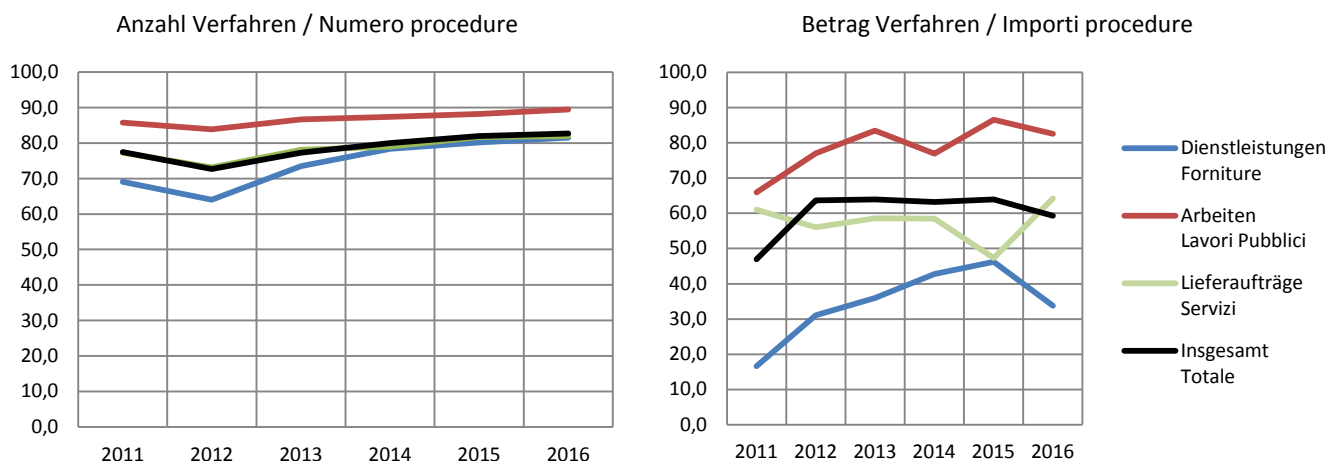 Anzahl Verfahren / Numero procedure
100,0
90,0
80,0
70,0
60,0
50,0
40,0
30,0
20,0
10,0
0,0
2011 2012 2013 2014 2015 2016
Betrag Verfahren / Importi procedure
100,0
90,0
80,0
70,0
60,0
50,0
40,0
30,0
20,0
10,0
0,0
2011 2012 2013 2014 2015 2016
Dienstleistungen
Forniture
Arbeiten
Lavori Pubblici
Lieferaufträge
Servizi
Insgesamt
Totale